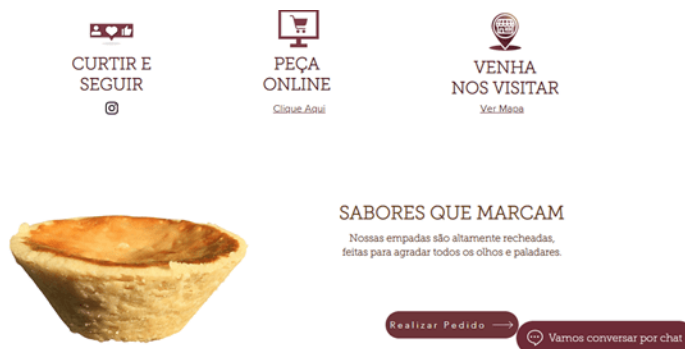 CURTIR E
SEGUIR
PEÇA
ONLINE
Clique Aqui
VENHA
NOS VISITAR
Ver Mapa
SABORES QUE MARCAM
Nossas empadas são altamente recheadas,
feitas para agradar todos os olhos e paladares.
Realizar Pedido
Vamos conversar por chat